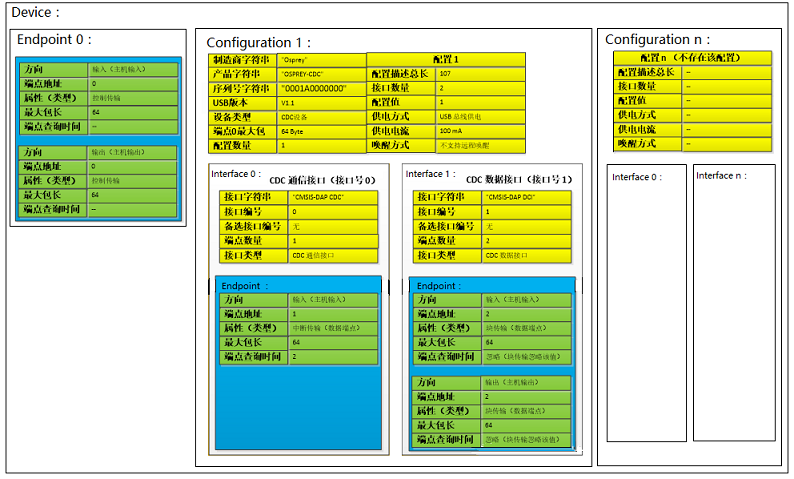 Device：
Endpoint 0：
方向 输入（主机输入）
端点地址 0
属性（类型） 控制传输
最大包长 64
端点查询时间 --
方向 输出（主机输出）
端点地址 0
属性（类型） 控制传输
最大包长 64
端点查询时间 --
Configuration 1：
制造商字符串 "Osprey" 配置 1
产品字符串 "OSPREY-CDC" 配置描述总长 107
序列号字符串 "0001A0000000" 接口数量 2
USB版本 V1.1 配置值 1
设备类型 CDC设备 供电方式 USB 总线供电
端点0最大包 64 Byte 供电电流 100 mA
配置数量 1 唤醒方式 不支持远程唤醒
Interface 0：
CDC 通信接口（接口号0）
接口字符串 "CMSIS-DAP CDC"
接口编号 0
备选接口编号 无
端点数量 1
接口类型 CDC 通信接口
Endpoint：
方向 输入（主机输入）
端点地址 1
属性（类型） 中断传输（数据端点）
最大包长 64
端点查询时间 2
Interface 1：
CDC 数据接口（接口号1）
接口字符串 "CMSIS-DAP DCI"
接口编号 1
备选接口编号 无
端点数量 2
接口类型 CDC 数据接口
Endpoint：
方向 输入（主机输入）
端点地址 2
属性（类型） 块传输（数据端点）
最大包长 64
端点查询时间 忽略（块传输忽略该值）
方向 输出（主机输出）
端点地址 2
属性（类型） 块传输（数据端点）
最大包长 64
端点查询时间 忽略（块传输忽略该值）
Configuration n：
配置n （不存在该配置）
配置描述总长 --
接口数量 --
配置值 --
供电方式 --
供电电流 --
唤醒方式 --
Interface 0：
Interface n：